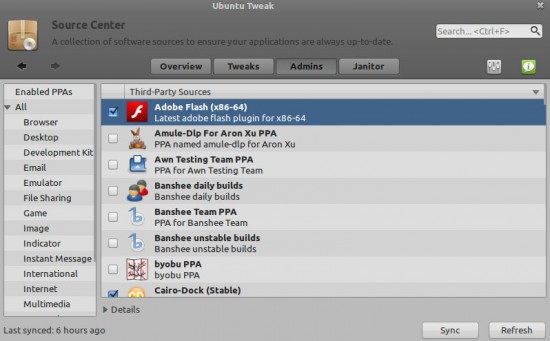 Ubuntu Tweak
Source Center
A collection of software sources to ensure your applications are always up-to-date.
Search... <Ctrl+F>
Overview
Tweaks
Admins
Janitor
Enabled PPAs
All
Browser
Desktop
Development Kit
Email
Emulator
File Sharing
Game
Image
Indicator
Instant Message
International
Internet
Multimedia
Third-Party Sources
Adobe Flash (x86-64)
Latest adobe flash plugin for x86-64
Amule-Dlp For Aron Xu PPA
PPA named amule-dlp for Aron Xu
Awn Testing Team PPA
PPA for Awn Testing Team
Banshee daily builds
Banshee daily builds
Banshee Team PPA
PPA for Banshee Team
Banshee unstable builds
Banshee unstable builds
byobu PPA
byobu PPA
Cairo-Dock (Stable)
Details
Last synced: 6 hours ago
Sync
Refresh